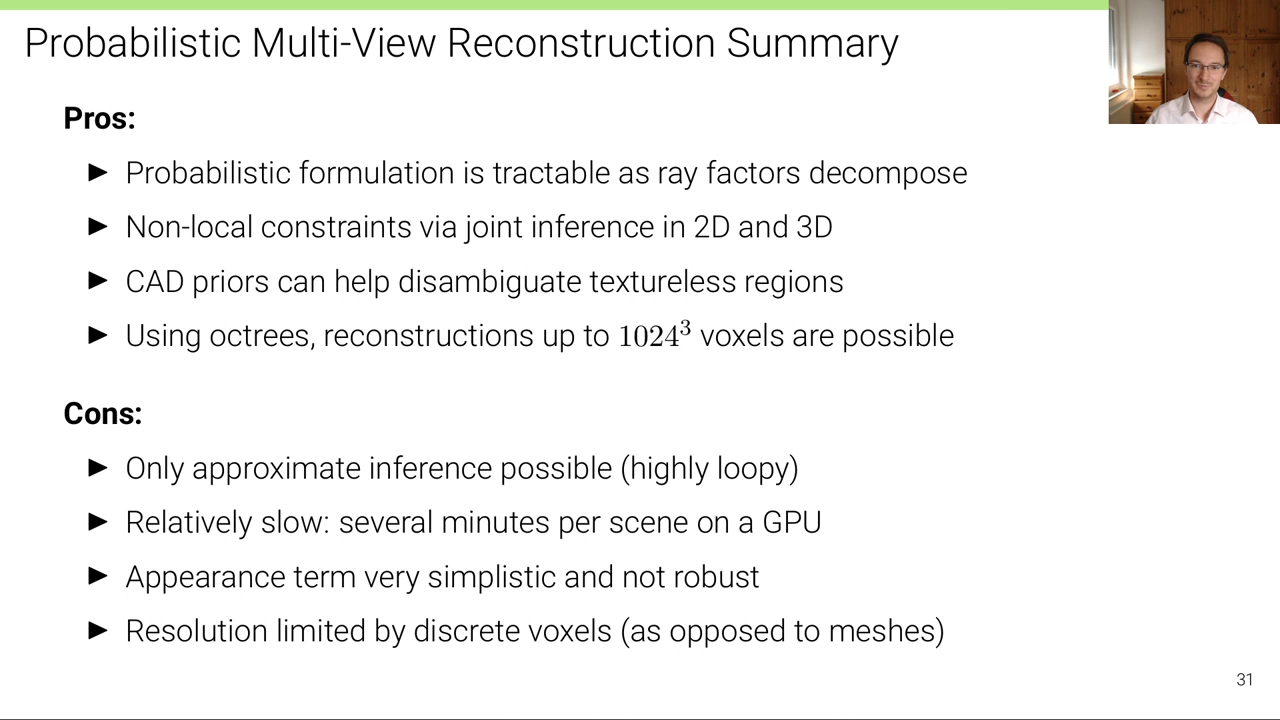 Probabilistic Multi-View Reconstruction Summary
Pros:
► Probabilistic formulation is tractable as ray factors decompose
► Non-local constraints via joint inference in 2D and 3D
► CAD priors can help disambiguate textureless regions
► Using octrees, reconstructions up to 1024³ voxels are possible
Cons:
► Only approximate inference possible (highly loopy)
► Relatively slow: several minutes per scene on a GPU
► Appearance term very simplistic and not robust
► Resolution limited by discrete voxels (as opposed to meshes)
31